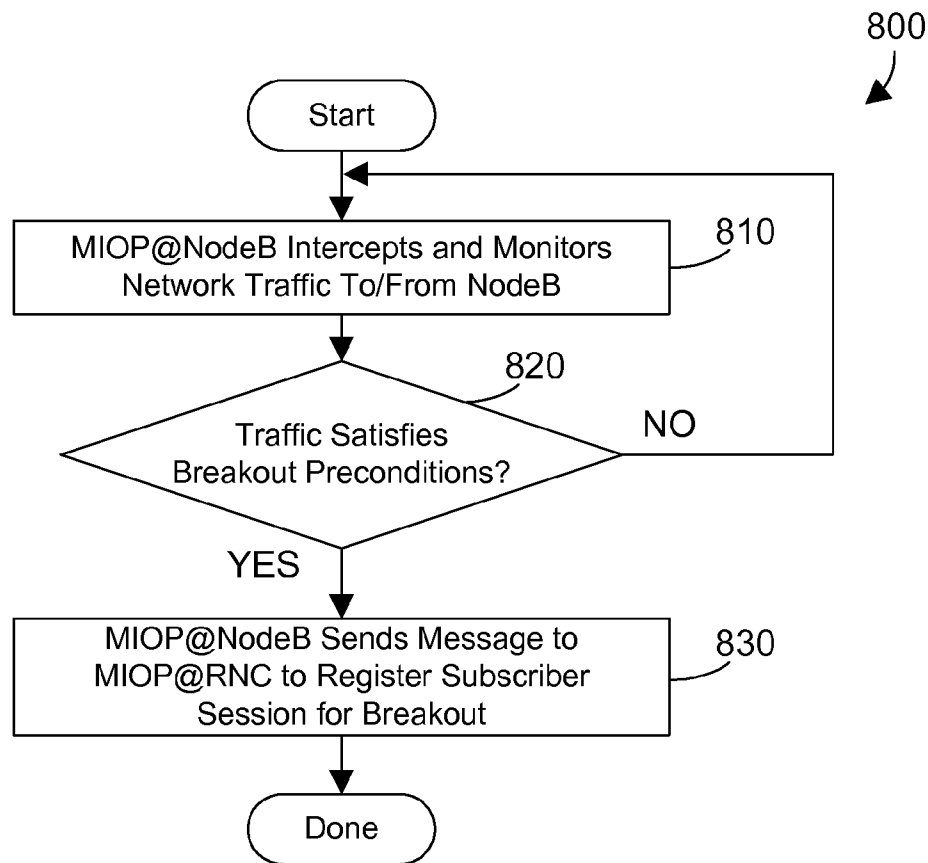 800
Start
MIOP@NodeB Intercepts and Monitors
Network Traffic To/From NodeB
810
820
Traffic Satisfies
Breakout Preconditions?
NO
YES
MIOP@NodeB Sends Message to
MIOP@RNC to Register Subscriber
Session for Breakout
830
Done